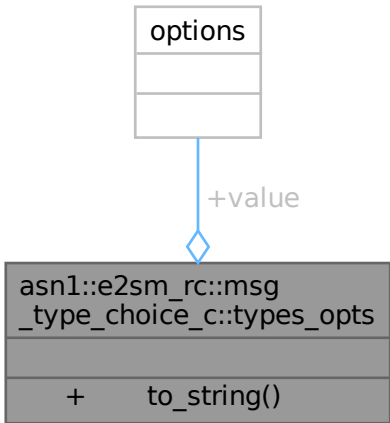 options
+value
asn1::e2sm_rc::msg
_type_choice_c::types_opts
+ to_string()